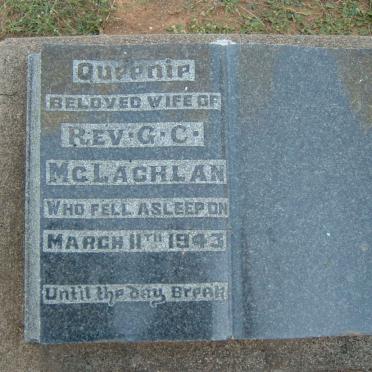 Queenie
BELOVED WIFE OF
REV·G·C·
MCLACHLAN
WHO FELL ASLEEP ON
MARCH 11TH 1943
Until the day Break